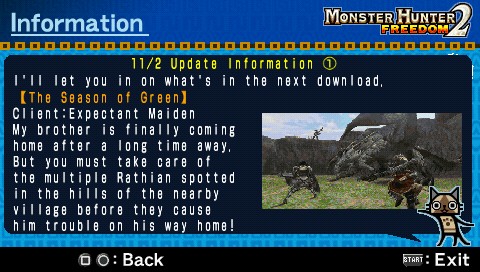 Information
MONSTER HUNTER
FREEDOM 2
11/2 Update Information ①
I'll let you in on what's in the next download,
【The Season of Green】
Client:Expectant Maiden
My brother is finally coming
home after a long time away.
But you must take care of
the multiple Rathian spotted
in the hills of the nearby
village before they cause
him trouble on his way home!
□ ○: Back
START: Exit